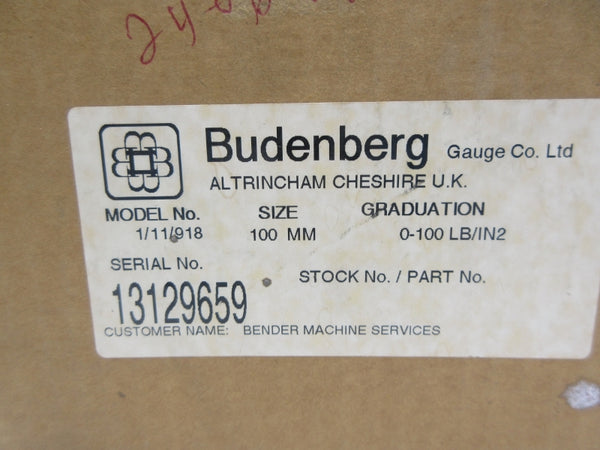 Budenberg Gauge Co. Ltd
ALTRINCHAM CHESHIRE U.K.
MODEL No. SIZE GRADUATION
1/11/918 100 MM 0-100 LB/IN2
SERIAL No. STOCK No. / PART No.
13129659
CUSTOMER NAME: BENDER MACHINE SERVICES